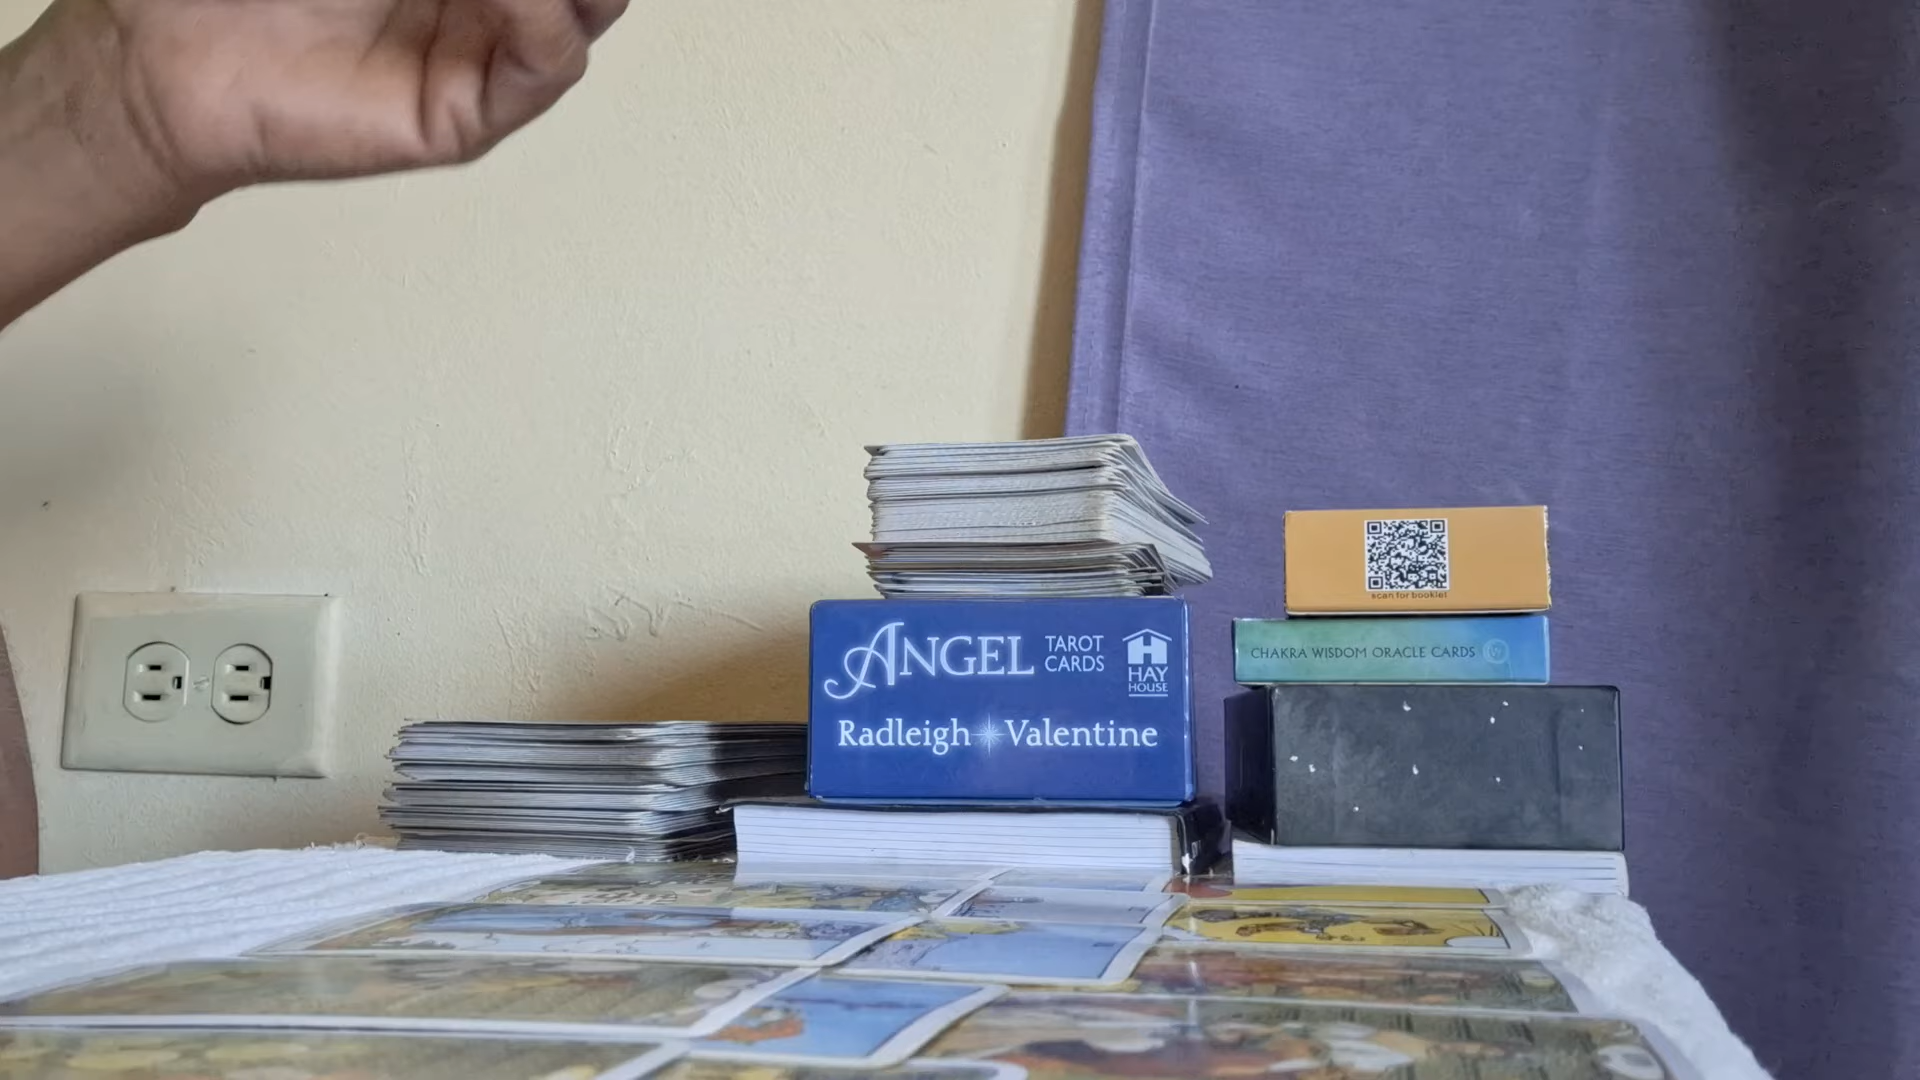 ANGEL TAROT CARDS
HAY HOUSE
Radleigh Valentine
scan for booklet
CHAKRA WISDOM ORACLE CARDS